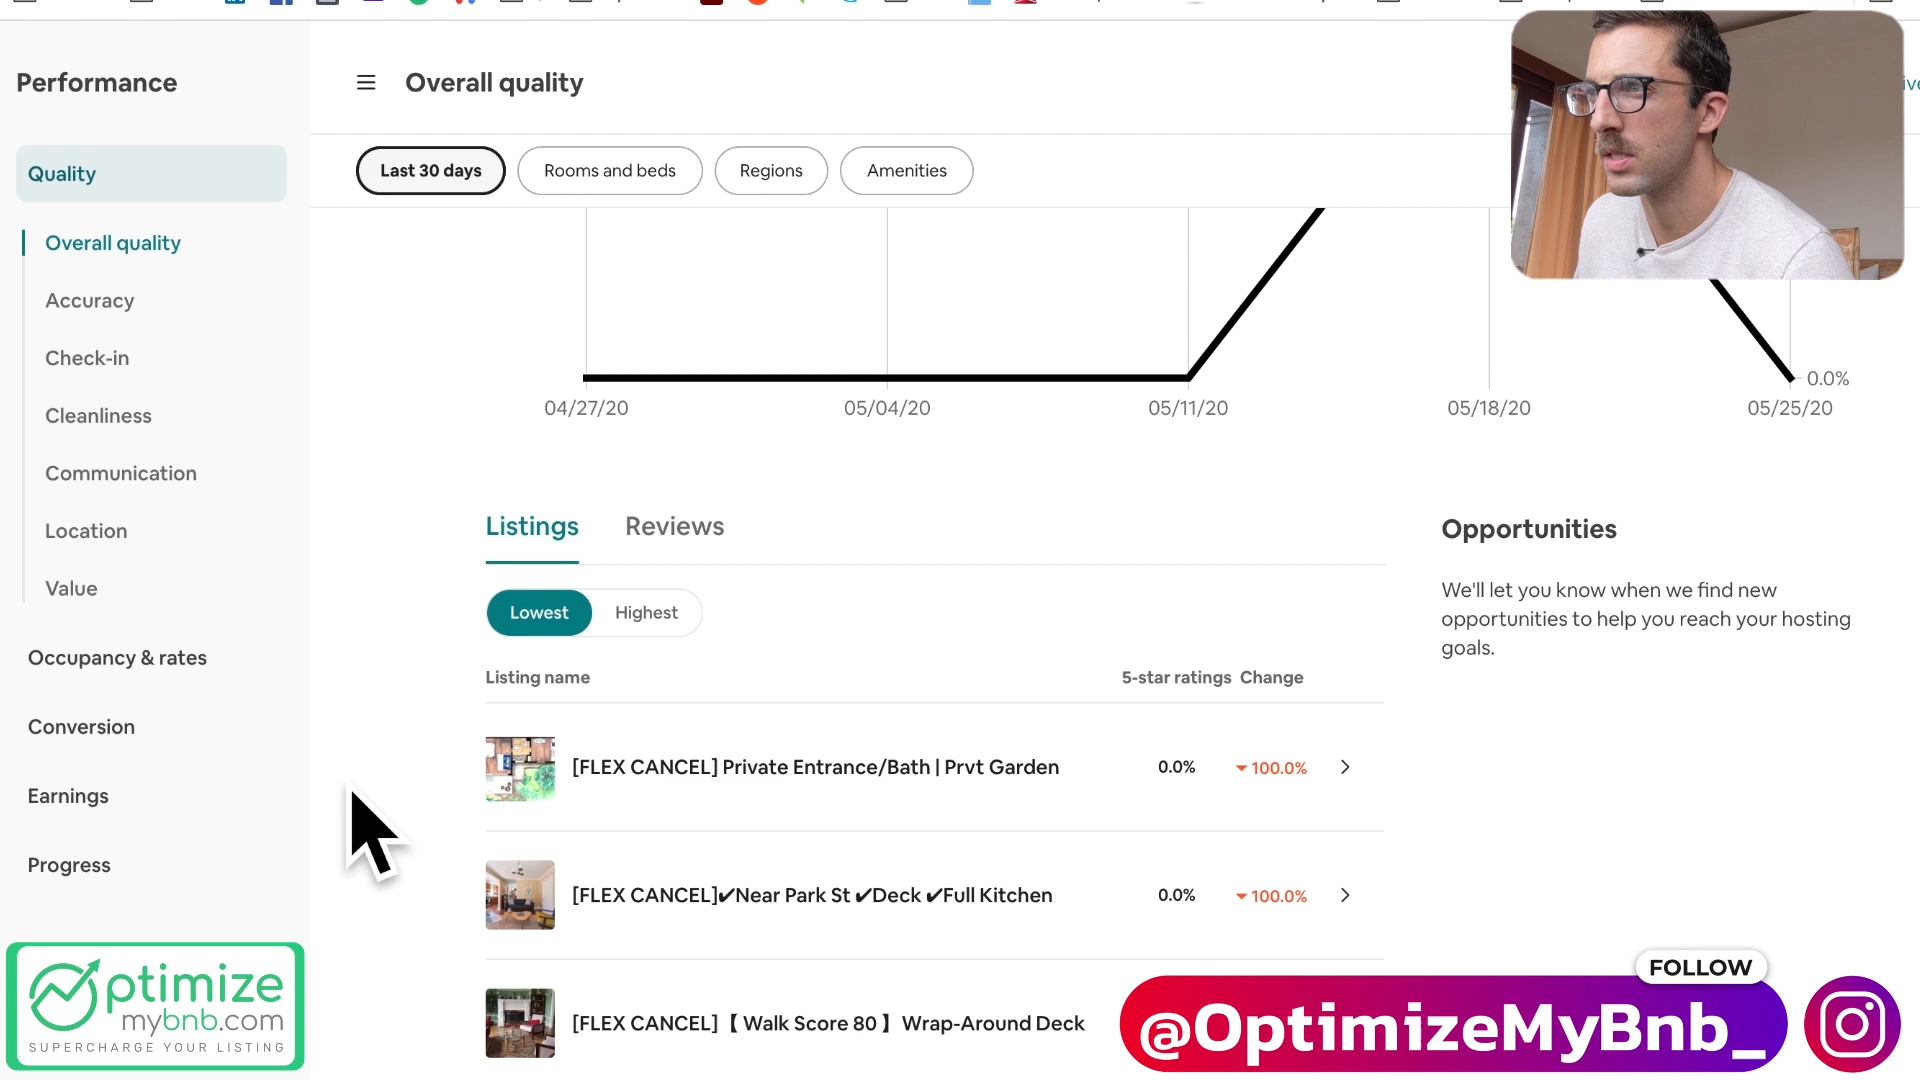 Performance
Overall quality
Quality
Last 30 days
Rooms and beds
Regions
Amenities
Overall quality
Accuracy
Check-in
Cleanliness
Communication
Location
Value
Occupancy & rates
Conversion
Earnings
Progress
0.0%
04/27/20
05/04/20
05/11/20
05/18/20
05/25/20
Listings
Reviews
Lowest
Highest
Listing name
5-star ratings
Change
[FLEX CANCEL] Private Entrance/Bath | Prvt Garden
0.0%
100.0%
[FLEX CANCEL]✔Near Park St ✔Deck ✔Full Kitchen
0.0%
100.0%
[FLEX CANCEL]【 Walk Score 80 】 Wrap-Around Deck
Opportunities
We'll let you know when we find new
opportunities to help you reach your hosting
goals.
Optimize
mybnb.com
SUPERCHARGE YOUR LISTING
FOLLOW
@OptimizeMyBnb_